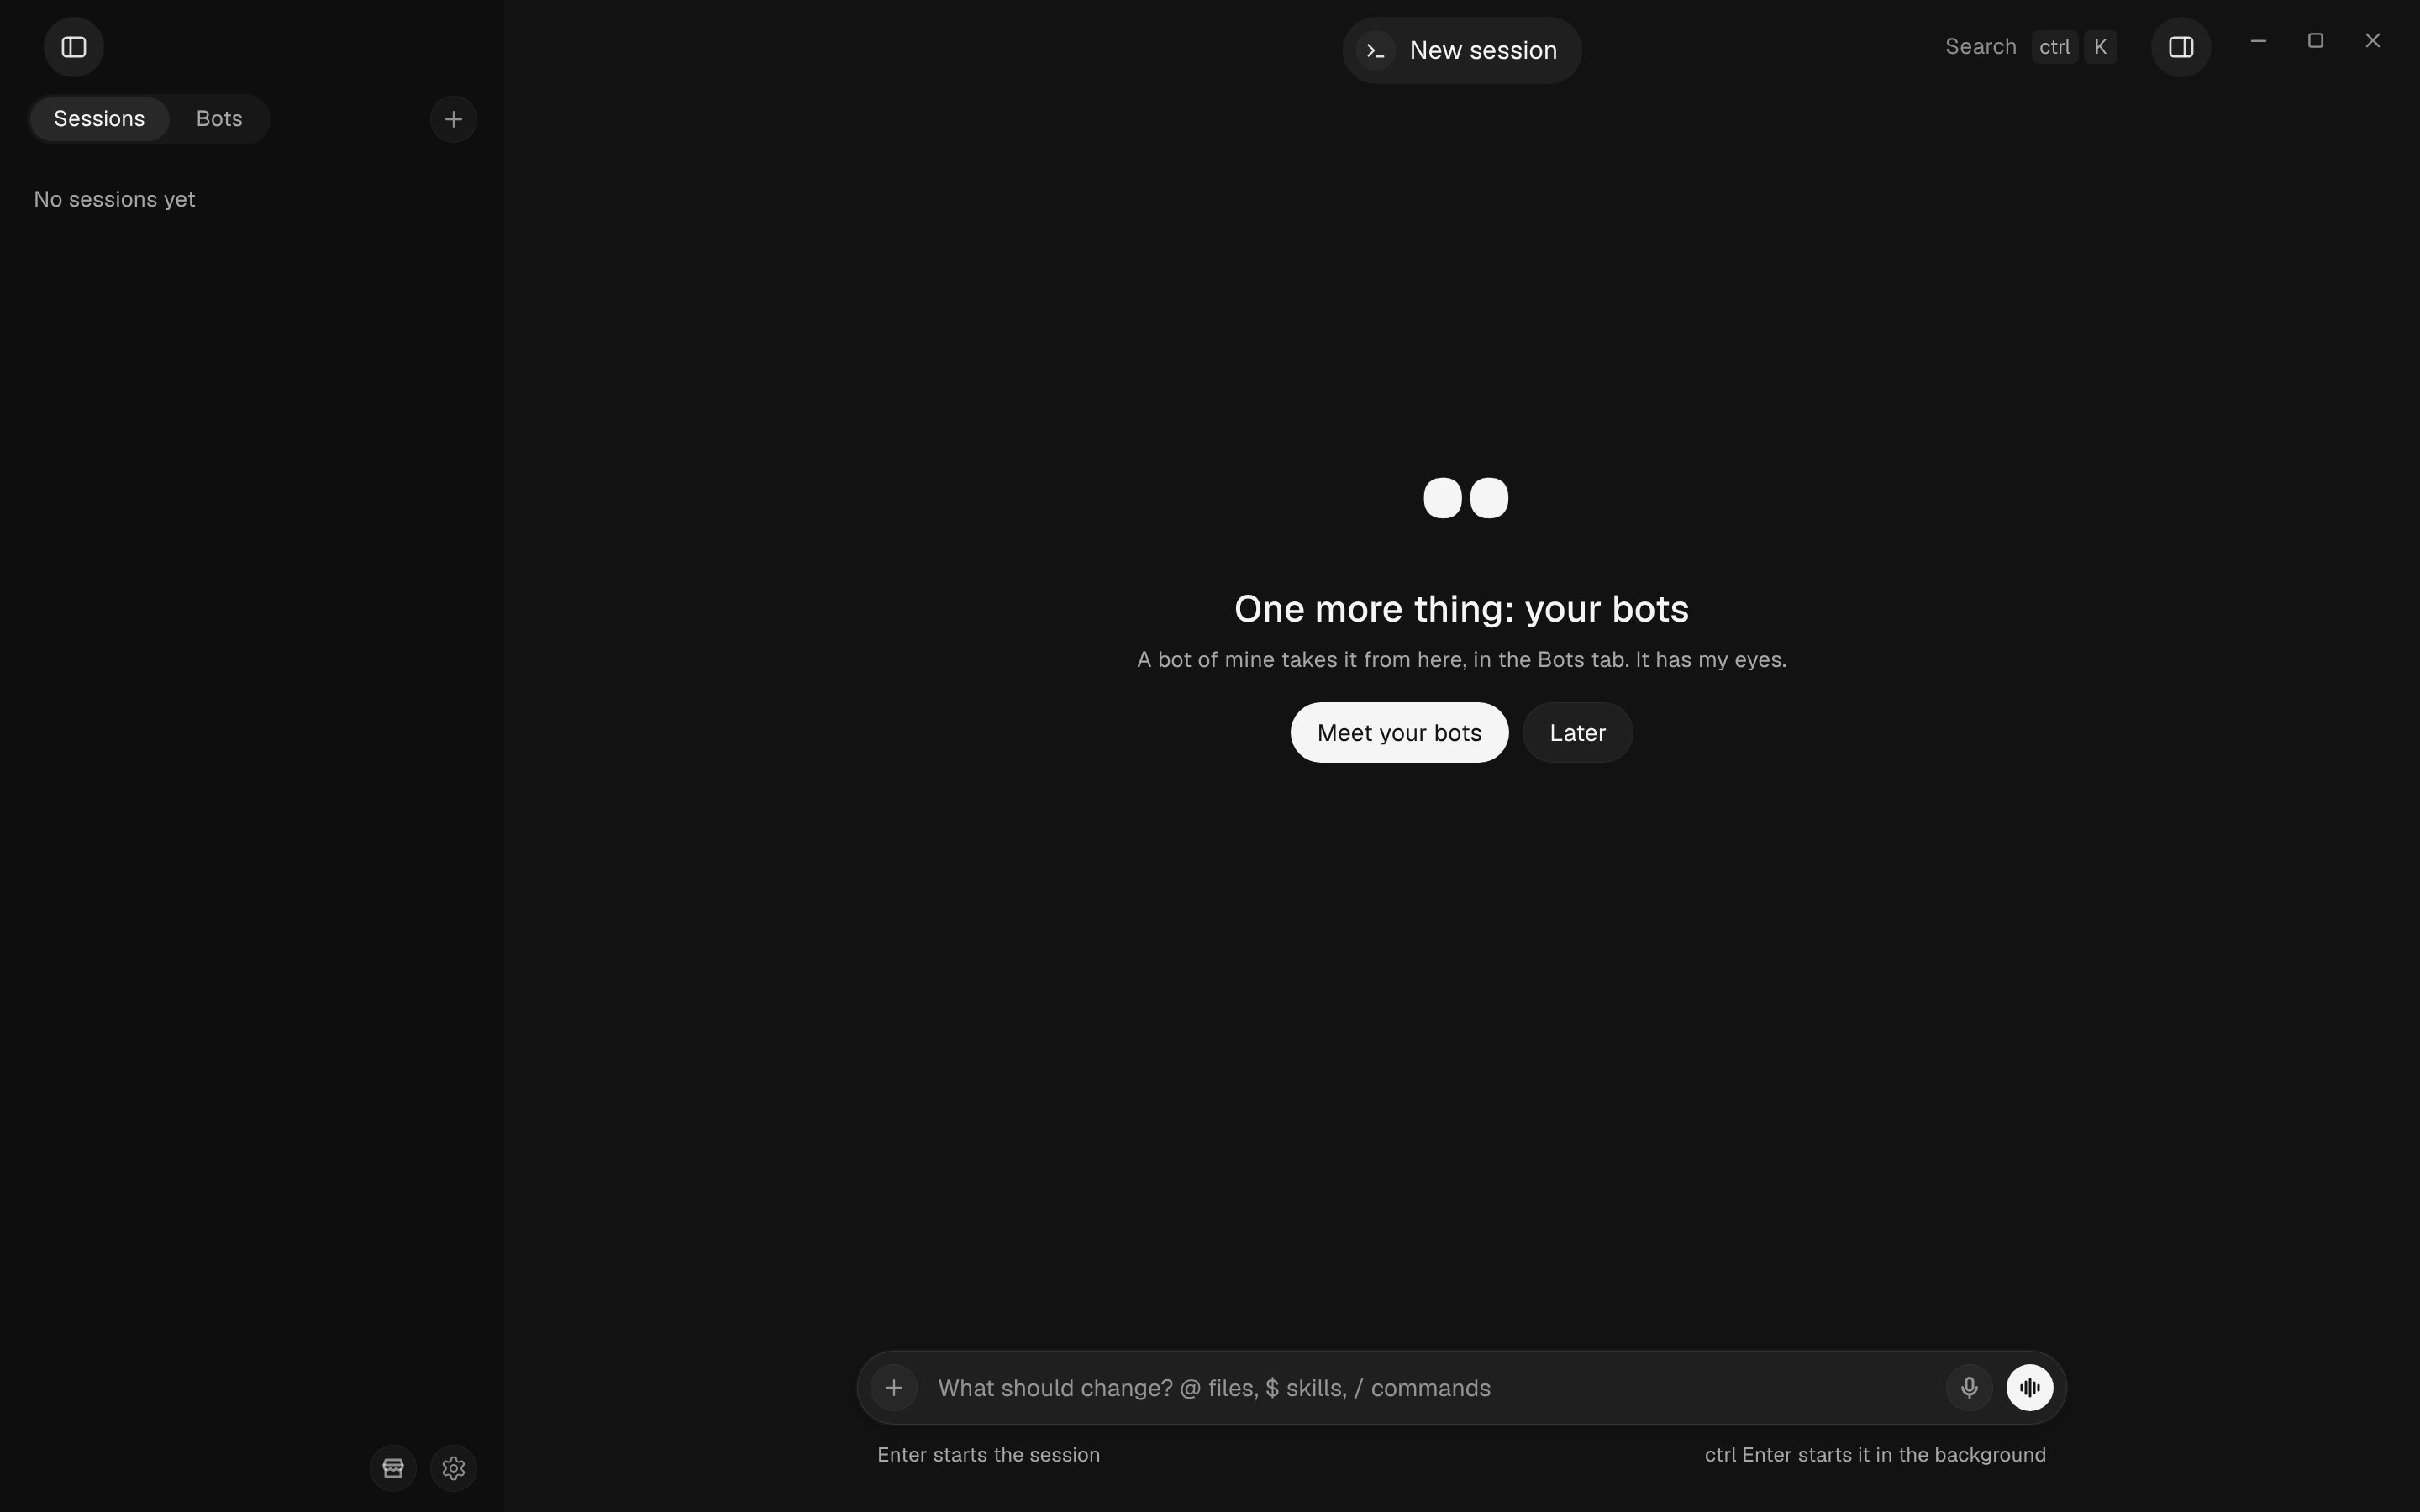 New session
Search ctrl K
Sessions Bots
No sessions yet
One more thing: your bots
A bot of mine takes it from here, in the Bots tab. It has my eyes.
Meet your bots Later
What should change? @ files, $ skills, / commands
Enter starts the session ctrl Enter starts it in the background